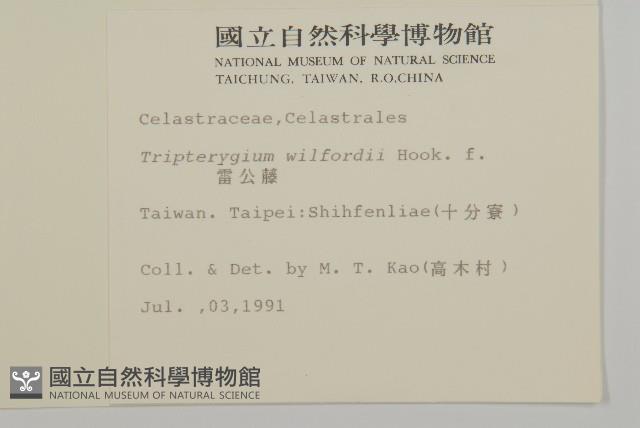 國立自然科學博物館
NATIONAL MUSEUM OF NATURAL SCIENCE
TAICHUNG, TAIWAN, R.O.CHINA
Celastraceae,Celastrales
Tripterygium wilfordii Hook. f.
雷公藤
Taiwan. Taipei:Shihfenliae(十分寮)
Coll. & Det. by M. T. Kao(高木村)
Jul. ,03,1991
國立自然科學博物館
NATIONAL MUSEUM OF NATURAL SCIENCE